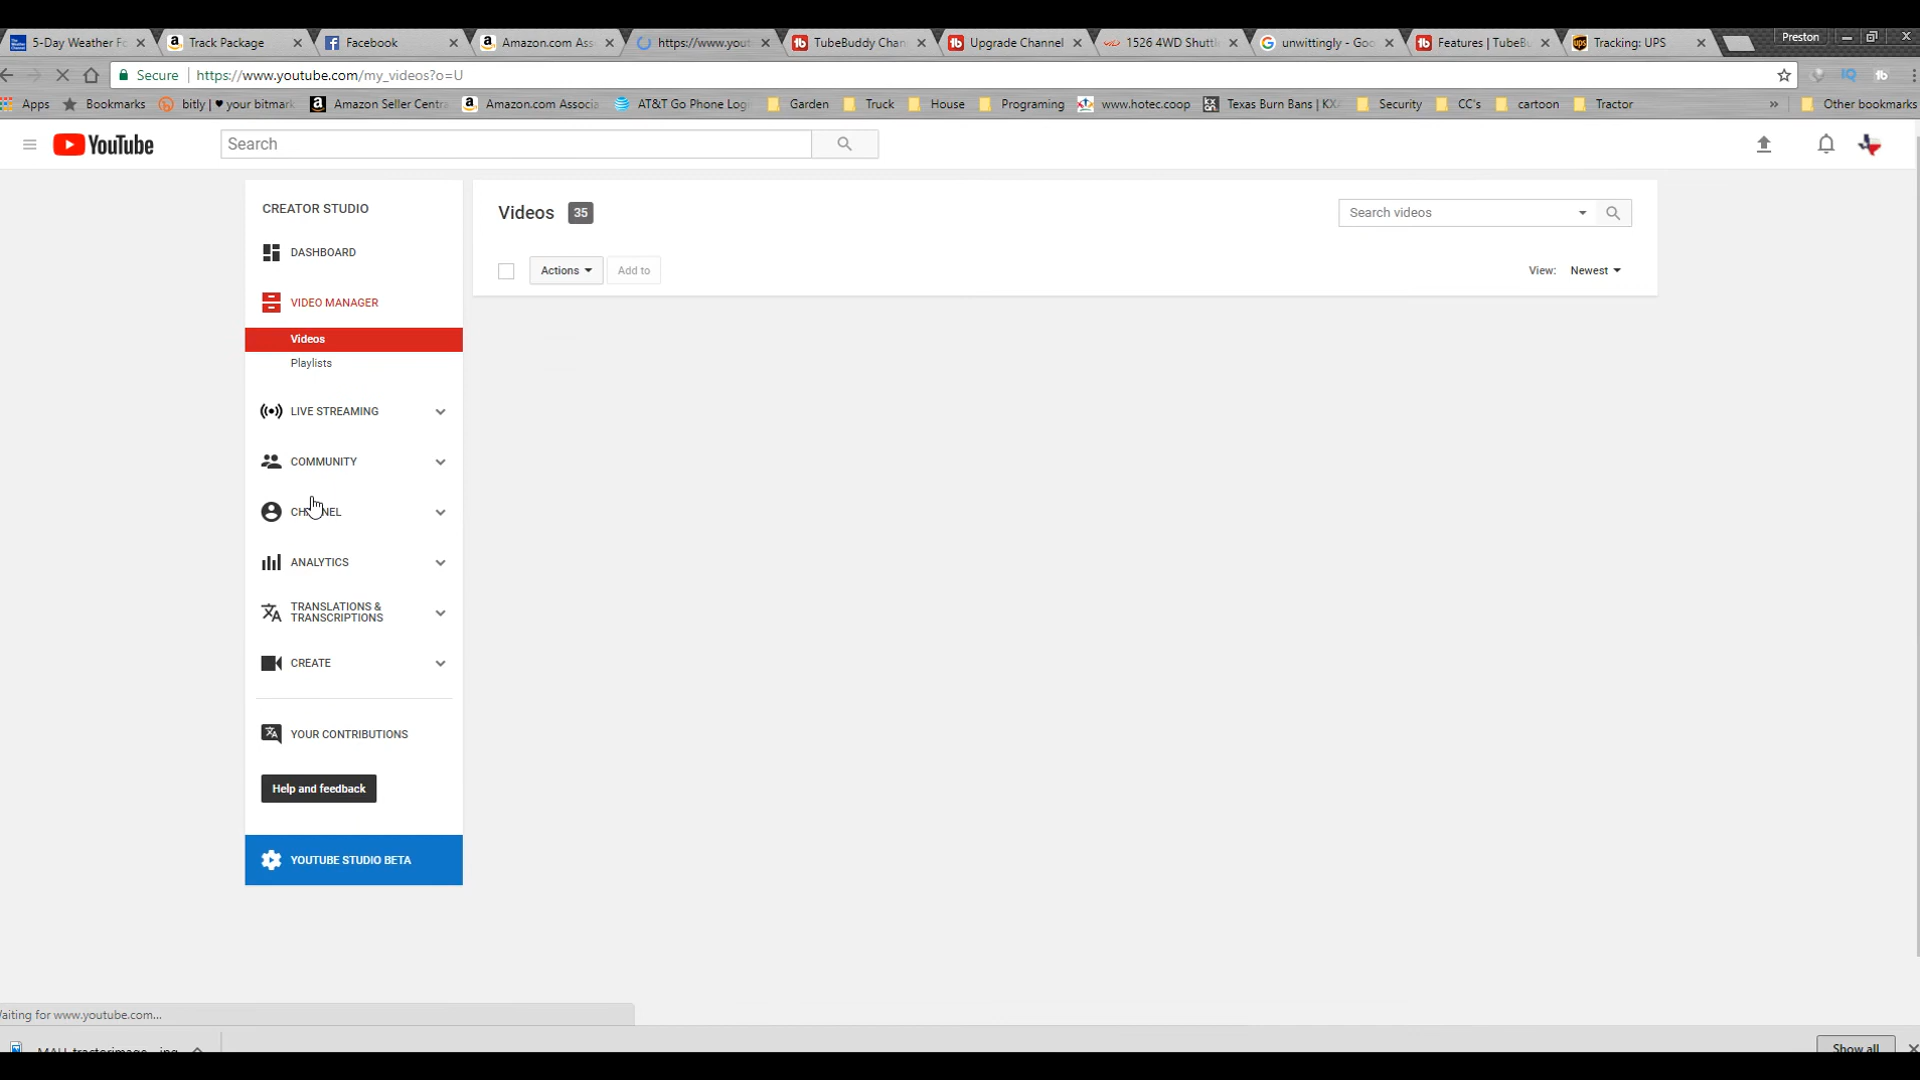 5-Day Weather Fo
Track Package
Facebook
Amazon.com Ass
https://www.yout
TubeBuddy Chan
Upgrade Channel
1526 4WD Shuttl
unwittingly - Goo
Features | TubeB
Tracking: UPS
Preston
Secure
https://www.youtube.com/my_videos?o=U
Apps
Bookmarks
bitly | ♥ your bitmark
Amazon Seller Centra
Amazon.com Associa
AT&T Go Phone Log
Garden
Truck
House
Programing
www.hotec.coop
Texas Burn Bans | KX
Security
CC's
cartoon
Tractor
»
Other bookmarks
YouTube
Search
CREATOR STUDIO
DASHBOARD
VIDEO MANAGER
Videos
Playlists
LIVE STREAMING
COMMUNITY
CH NEL
ANALYTICS
TRANSLATIONS &
TRANSCRIPTIONS
CREATE
YOUR CONTRIBUTIONS
Help and feedback
YOUTUBE STUDIO BETA
Videos 35
Search videos
Actions
Add to
View: Newest
aiting for www.youtube.com...
Show all